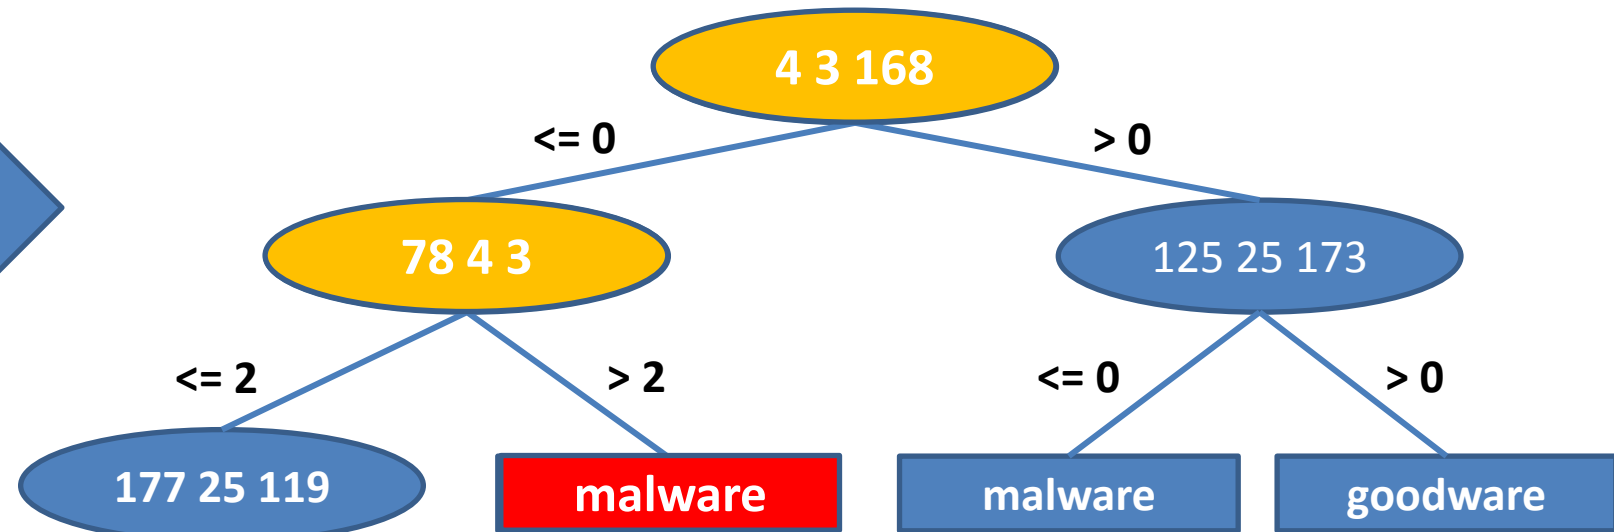 4 3 168
<= 0
> 0
78 4 3
125 25 173
<= 2
> 2
<= 0
> 0
177 25 119
malware
malware
goodware